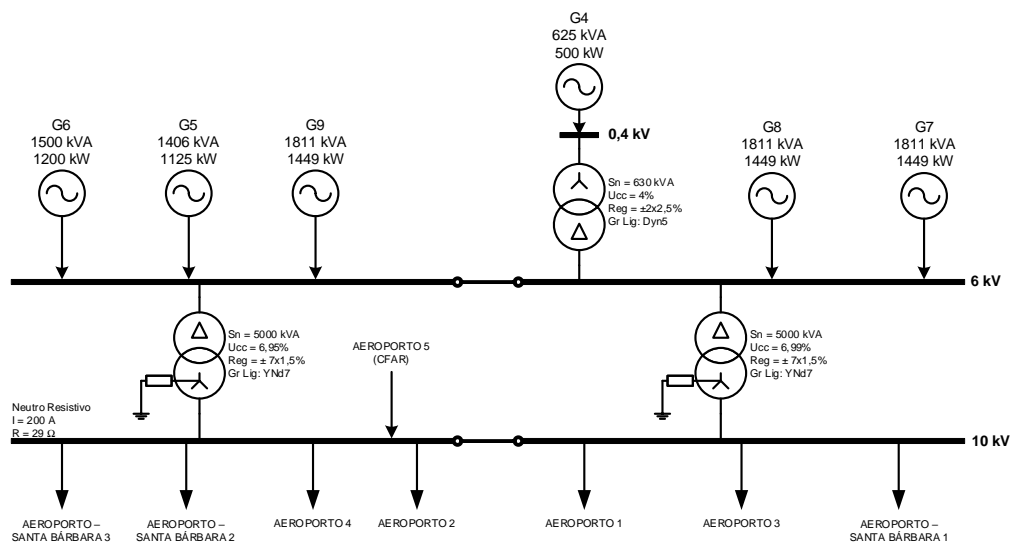 G4
625 kVA
500 kW
G6
1500 kVA
1200 kW
G5
1406 kVA
1125 kW
G9
1811 kVA
1449 kW
0,4 kV
G8
1811 kVA
1449 kW
G7
1811 kVA
1449 kW
Sn = 630 kVA
Ucc = 4%
Reg = ±2x2,5%
Gr Lig: Dyn5
6 kV
Sn = 5000 kVA
Ucc = 6,95%
Reg = ± 7x1,5%
Gr Lig: YNd7
AEROPORTO 5
(CFAR)
Sn = 5000 kVA
Ucc = 6,99%
Reg = ± 7x1,5%
Gr Lig: YNd7
Neutro Resistivo
I = 200 A
R = 29 Ω
10 kV
AEROPORTO –
SANTA BÁRBARA 3
AEROPORTO –
SANTA BÁRBARA 2
AEROPORTO 4
AEROPORTO 2
AEROPORTO 1
AEROPORTO 3
AEROPORTO –
SANTA BÁRBARA 1